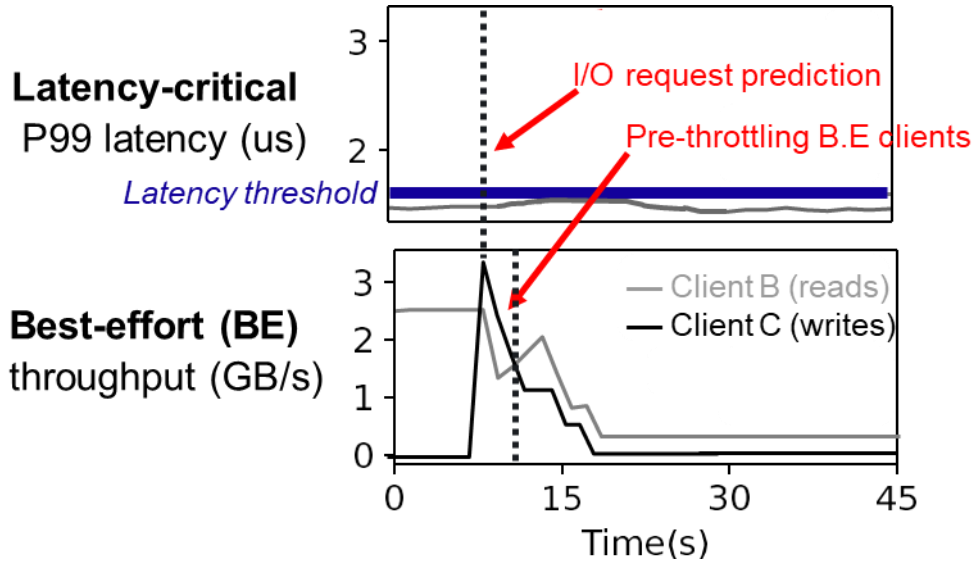 3
I/O request prediction
Latency-critical
P99 latency (us)
2
Pre-throttling B.E clients
Latency threshold
3
Client B (reads)
Best-effort (BE)
Client C (writes)
2
throughput (GB/s)
1
0
0 15 30 45
Time(s)